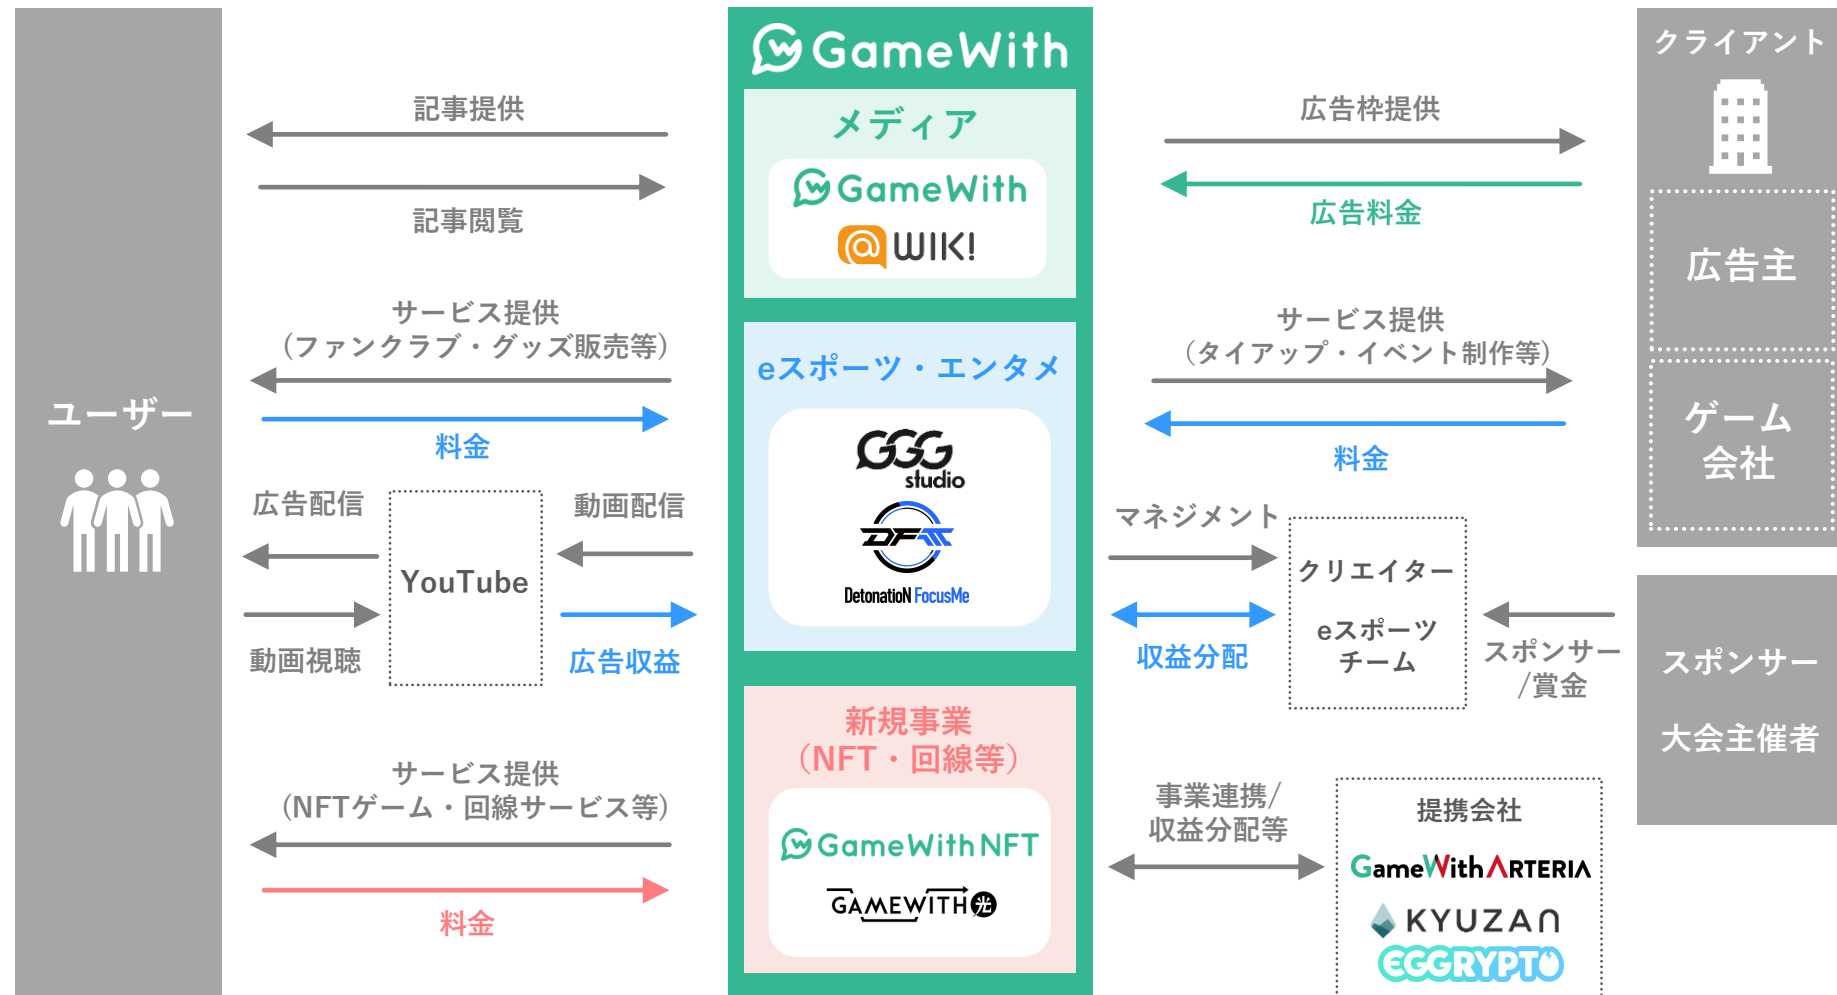 ユーザー
記事提供
記事閲覧
サービス提供
(ファンクラブ・グッズ販売等)
料金
広告配信
動画視聴
YouTube
動画配信
広告収益
サービス提供
(NFTゲーム・回線サービス等)
料金
GameWith
メディア
GameWith
@WIKI
eスポーツ・エンタメ
GGG
studio
DFM
DetonatioN FocusMe
新規事業
(NFT・回線等)
GameWith NFT
GAMEWITH光
広告枠提供
広告料金
サービス提供
(タイアップ・イベント制作等)
料金
マネジメント
収益分配
クリエイター
eスポーツ
チーム
スポンサー
/賞金
事業連携/
収益分配等
提携会社
GameWith ARTERIA
KYUZAN
EGGRYPTO
クライアント
広告主
ゲーム
会社
スポンサー
大会主催者